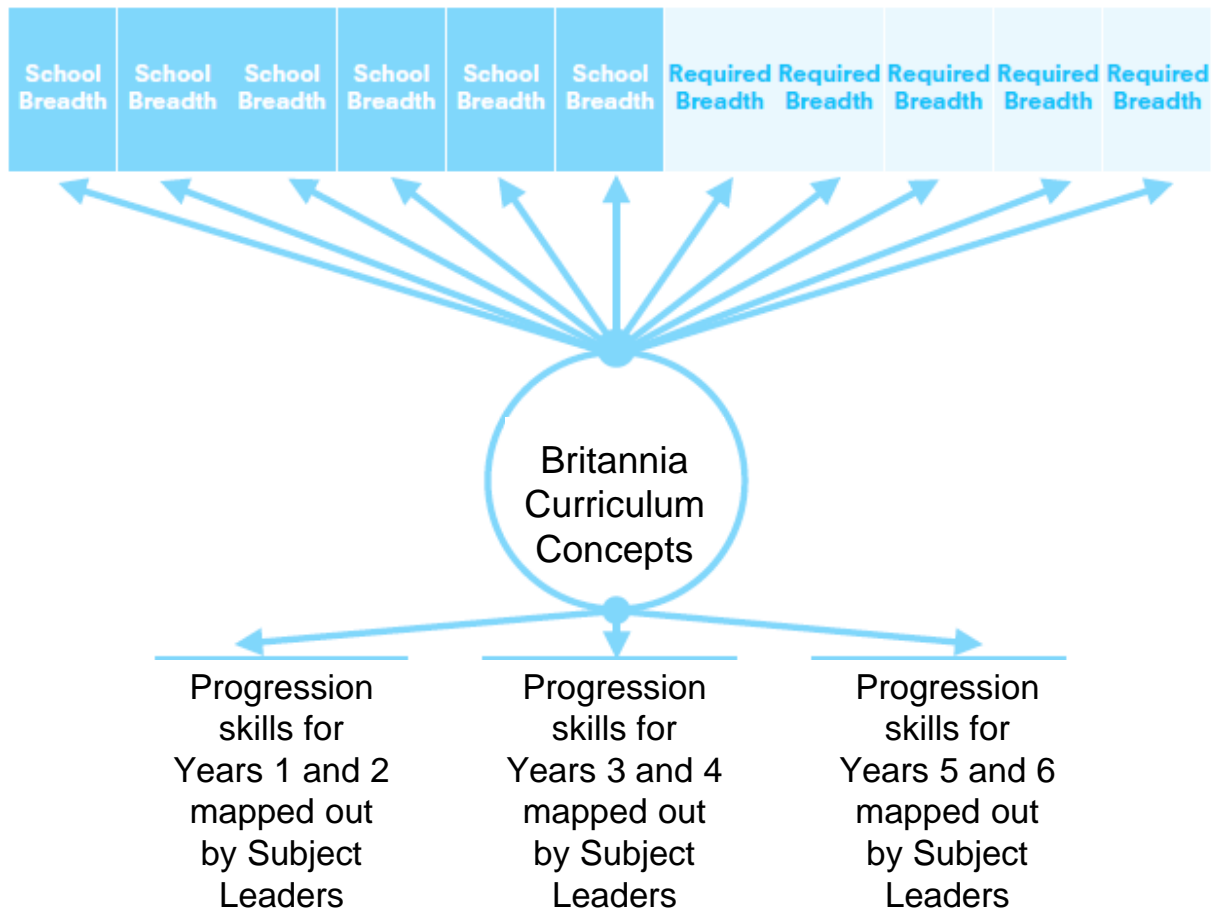 School School School School School School Required Required Required Required Required
Breadth Breadth Breadth Breadth Breadth Breadth Breadth Breadth Breadth Breadth Breadth
Britannia
Curriculum
Concepts
Progression
skills for
Years 1 and 2
mapped out
by Subject
Leaders
Progression
skills for
Years 3 and 4
mapped out
by Subject
Leaders
Progression
skills for
Years 5 and 6
mapped out
by Subject
Leaders